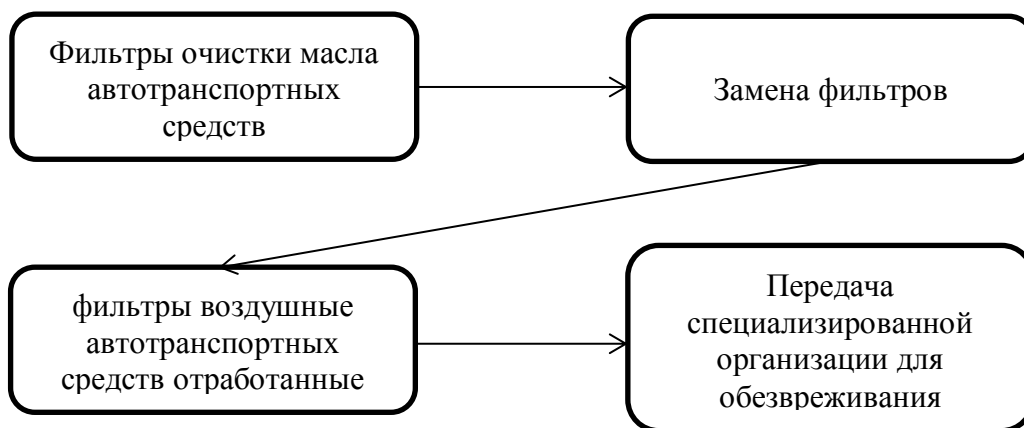 Фильтры очистки масла
автотранспортных
средств
Замена фильтров
фильтры воздушные
автотранспортных
средств отработанные
Передача
специализированной
организации для
обезвреживания